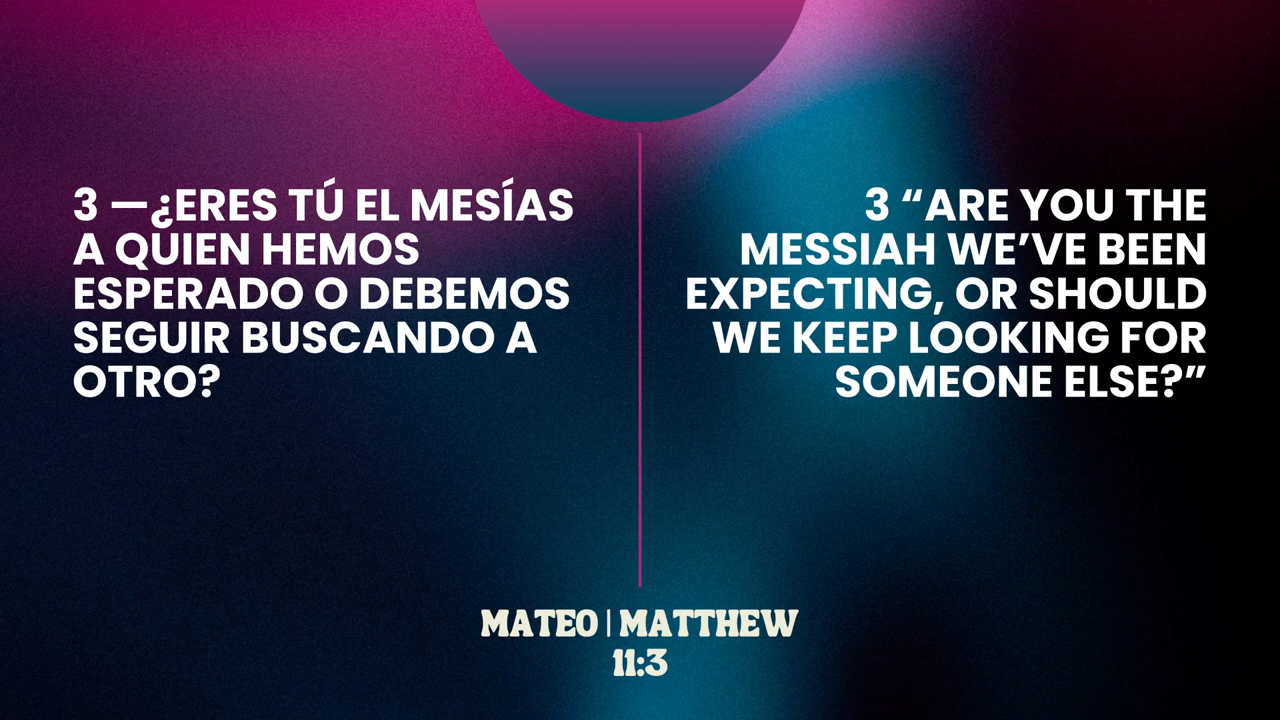 3 —¿ERES TÚ EL MESÍAS
A QUIEN HEMOS
ESPERADO O DEBEMOS
SEGUIR BUSCANDO A
OTRO?
3 “ARE YOU THE
MESSIAH WE’VE BEEN
EXPECTING, OR SHOULD
WE KEEP LOOKING FOR
SOMEONE ELSE?”
MATEO | MATTHEW
11:3